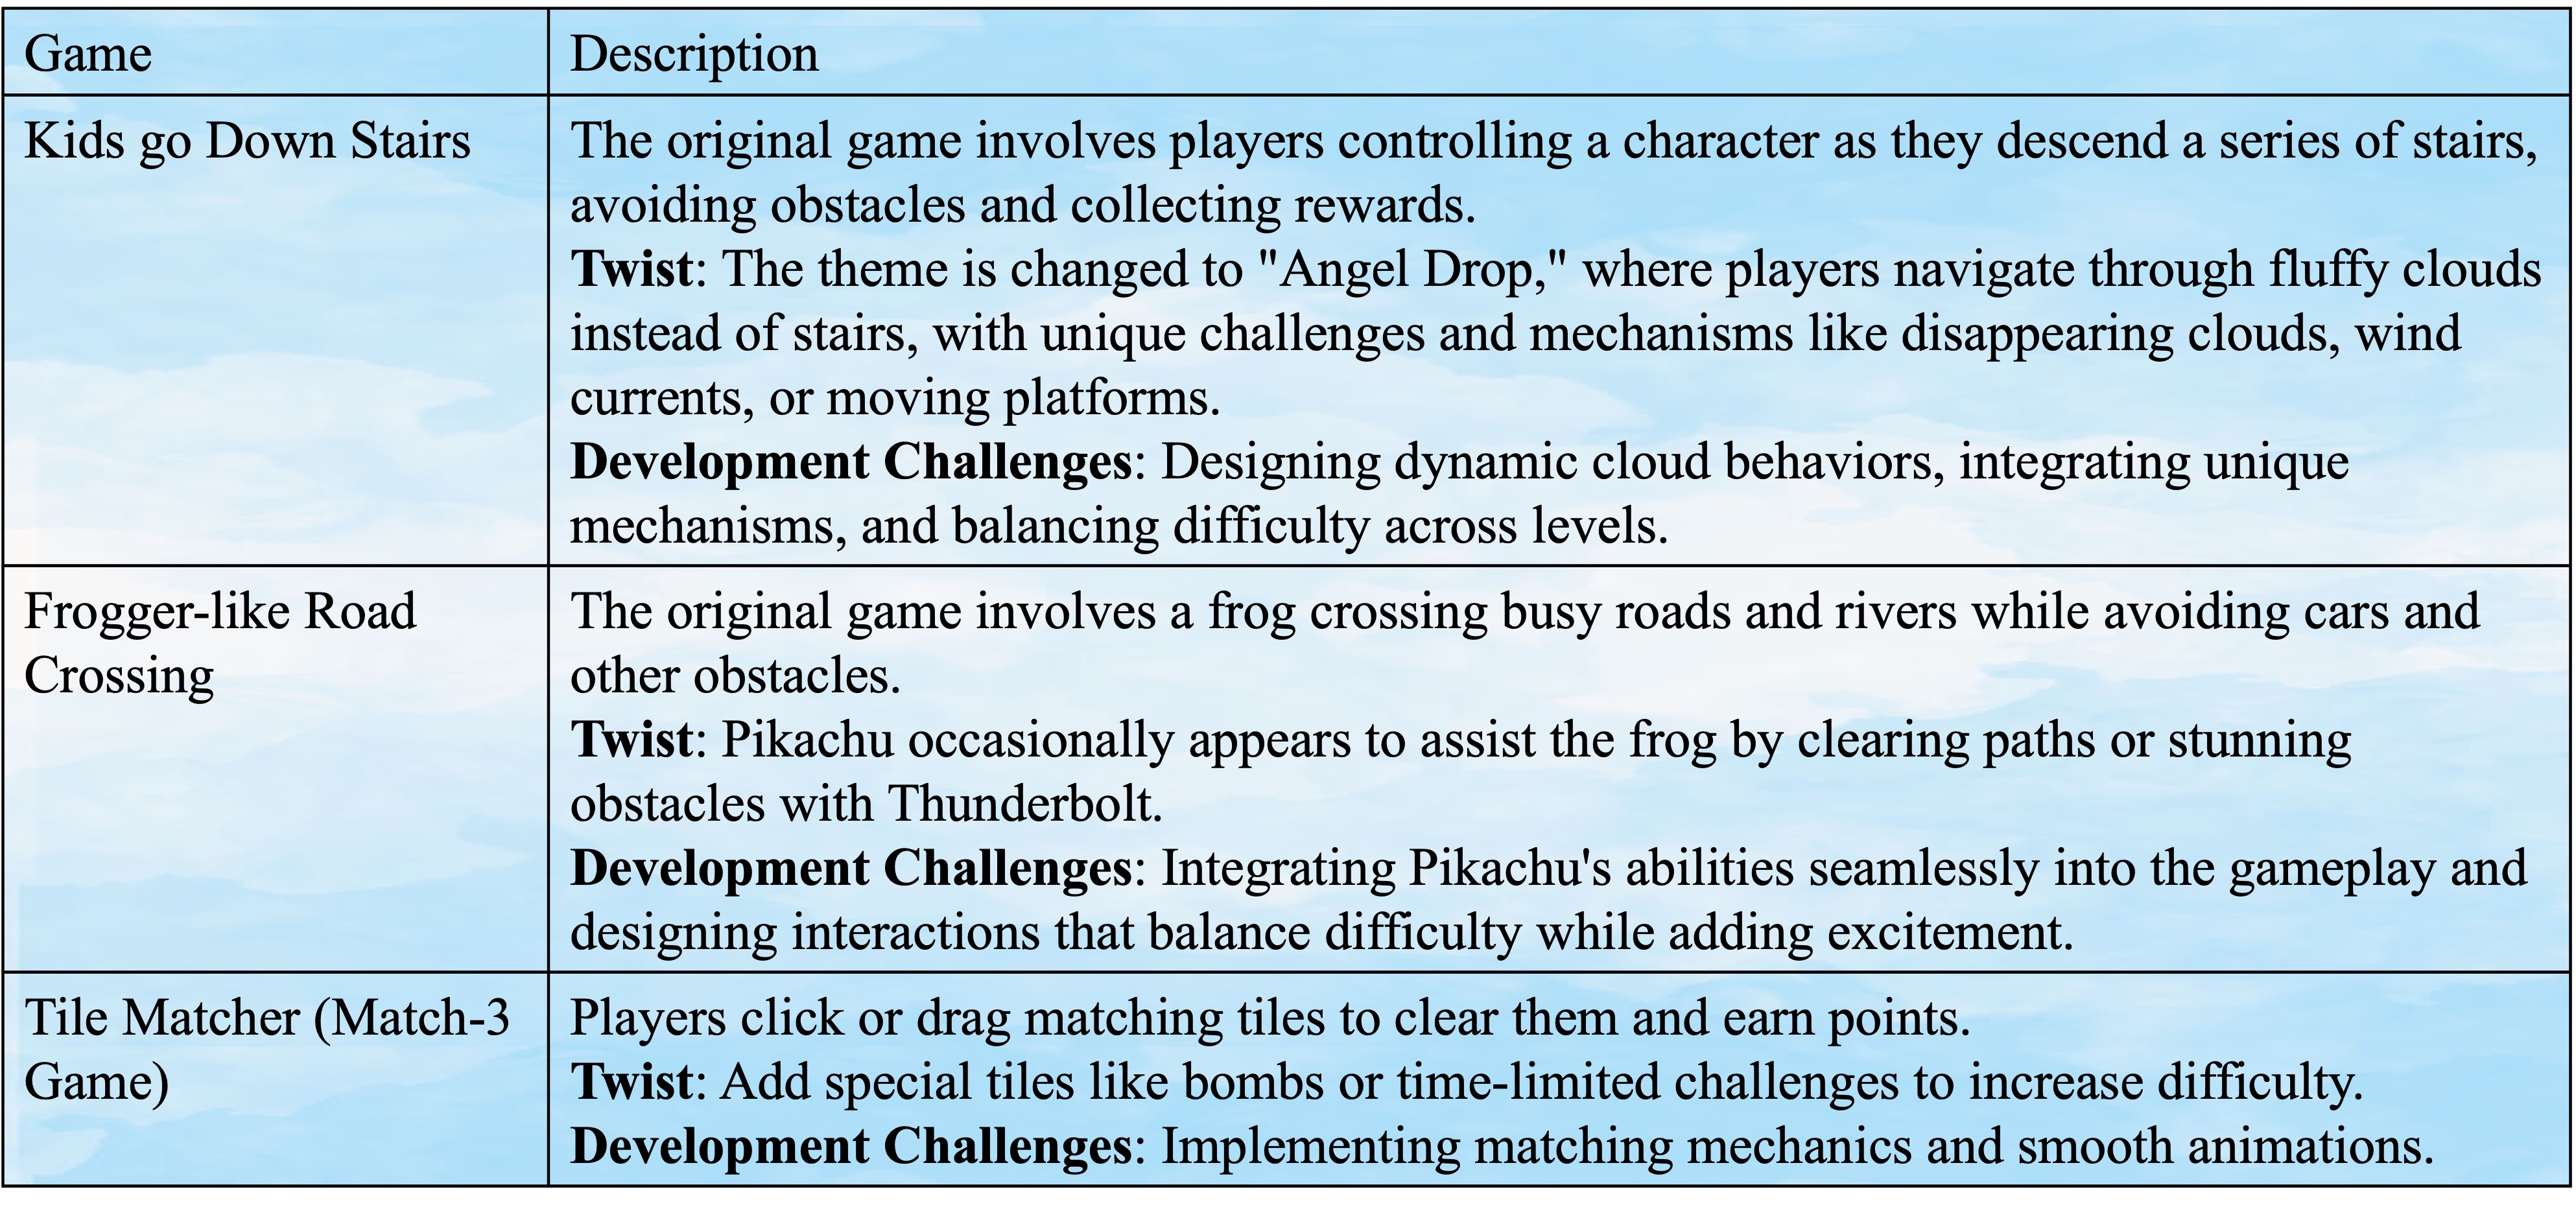 Game
Description
Kids go Down Stairs
The original game involves players controlling a character as they descend a series of stairs,
avoiding obstacles and collecting rewards.
Twist: The theme is changed to "Angel Drop," where players navigate through fluffy clouds
instead of stairs, with unique challenges and mechanisms like disappearing clouds, wind
currents, or moving platforms.
Development Challenges: Designing dynamic cloud behaviors, integrating unique
mechanisms, and balancing difficulty across levels.
Frogger-like Road
Crossing
The original game involves a frog crossing busy roads and rivers while avoiding cars and
other obstacles.
Twist: Pikachu occasionally appears to assist the frog by clearing paths or stunning
obstacles with Thunderbolt.
Development Challenges: Integrating Pikachu's abilities seamlessly into the gameplay and
designing interactions that balance difficulty while adding excitement.
Tile Matcher (Match-3
Game)
Players click or drag matching tiles to clear them and earn points.
Twist: Add special tiles like bombs or time-limited challenges to increase difficulty.
Development Challenges: Implementing matching mechanics and smooth animations.